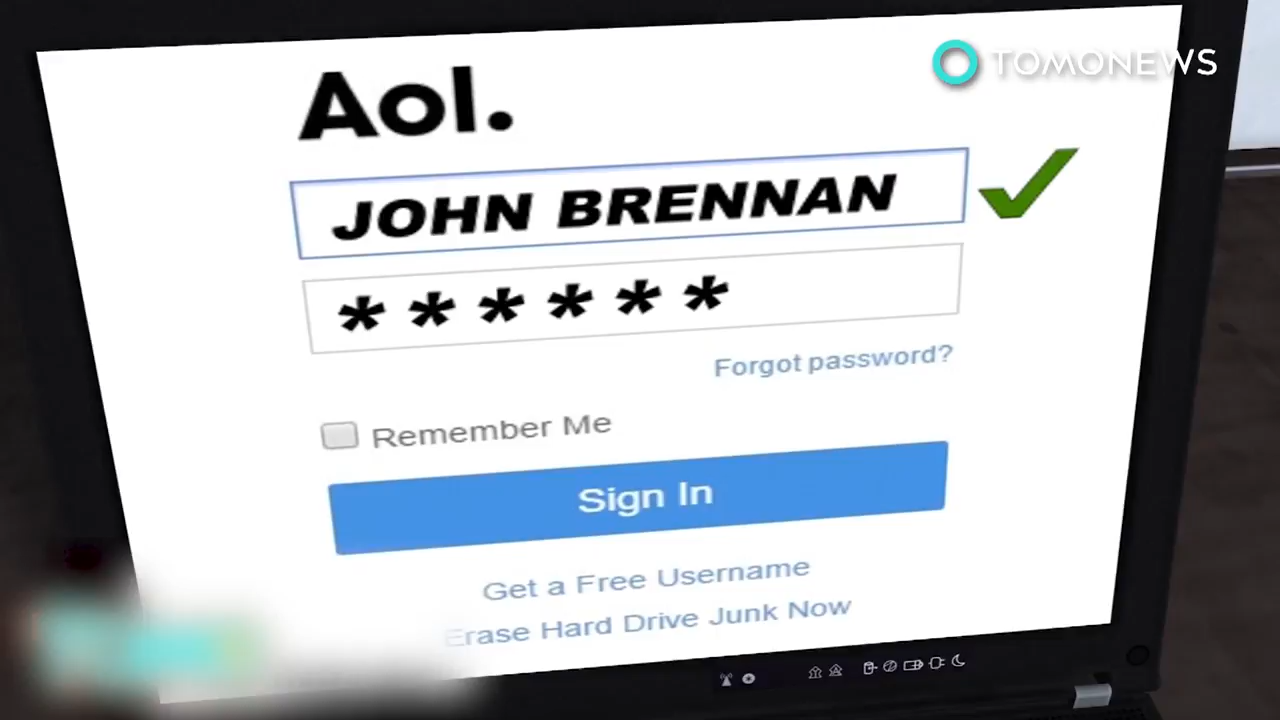 TOMONEWS
Aol.
JOHN BRENNAN
******
Forgot password?
Remember Me
Sign In
Get a Free Username
Erase Hard Drive Junk Now